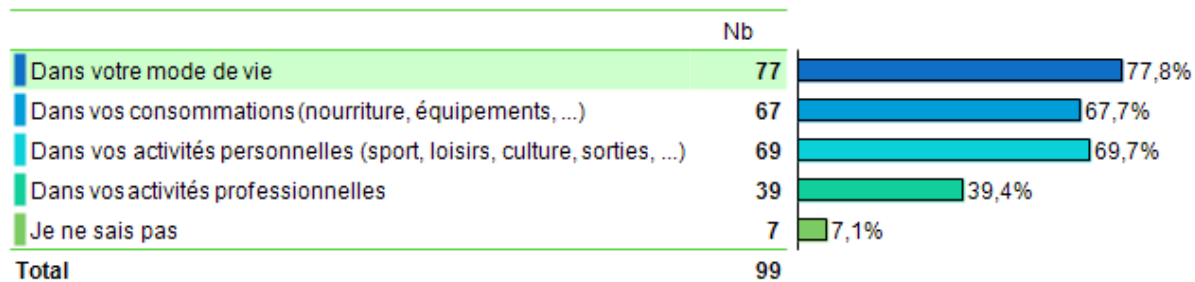 Nb
Dans votre mode de vie 77 77,8%
Dans vos consommations (nourriture, équipements, ...) 67 67,7%
Dans vos activités personnelles (sport, loisirs, culture, sorties, ...) 69 69,7%
Dans vos activités professionnelles 39 39,4%
Je ne sais pas 7 7,1%
Total 99